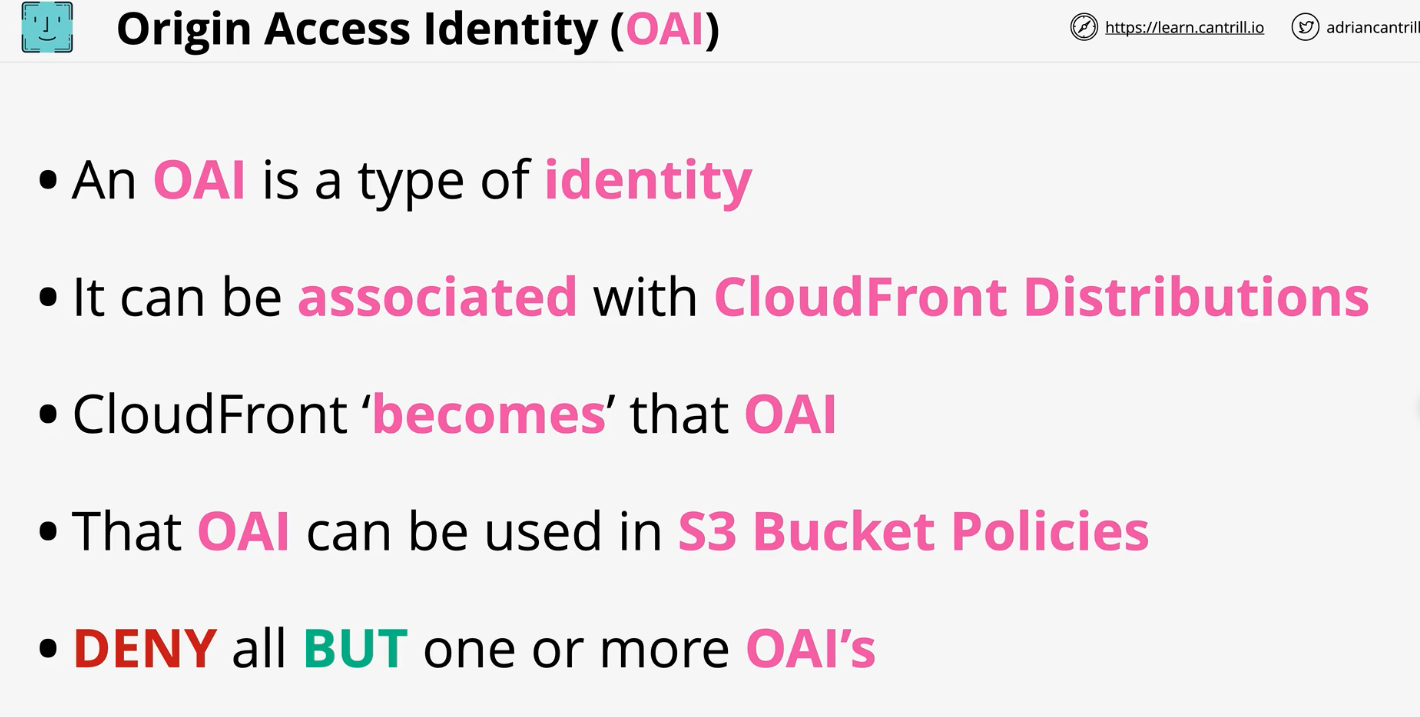 Origin Access Identity (OAI)
https://learn.cantrill.io
adriancantrill
• An OAI is a type of identity
• It can be associated with CloudFront Distributions
• CloudFront ‘becomes’ that OAI
• That OAI can be used in S3 Bucket Policies
• DENY all BUT one or more OAI’s